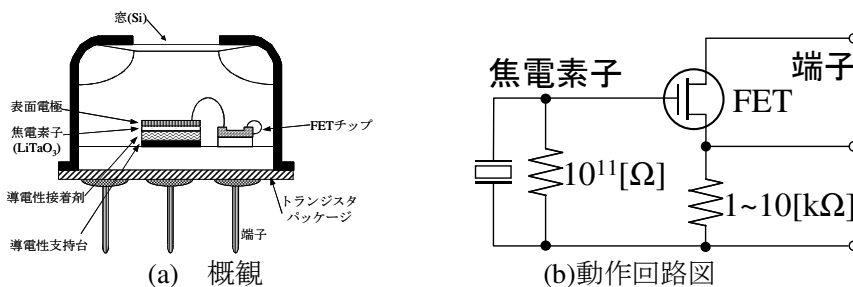 窓(Si)
表面電極
焦電素子
(LiTaO3)
導電性接着剤
導電性支持台
FETチップ
トランジスタ
パッケージ
端子
(a) 概観
焦電素子
端子
FET
10¹¹[Ω]
1~10[kΩ]
(b)動作回路図